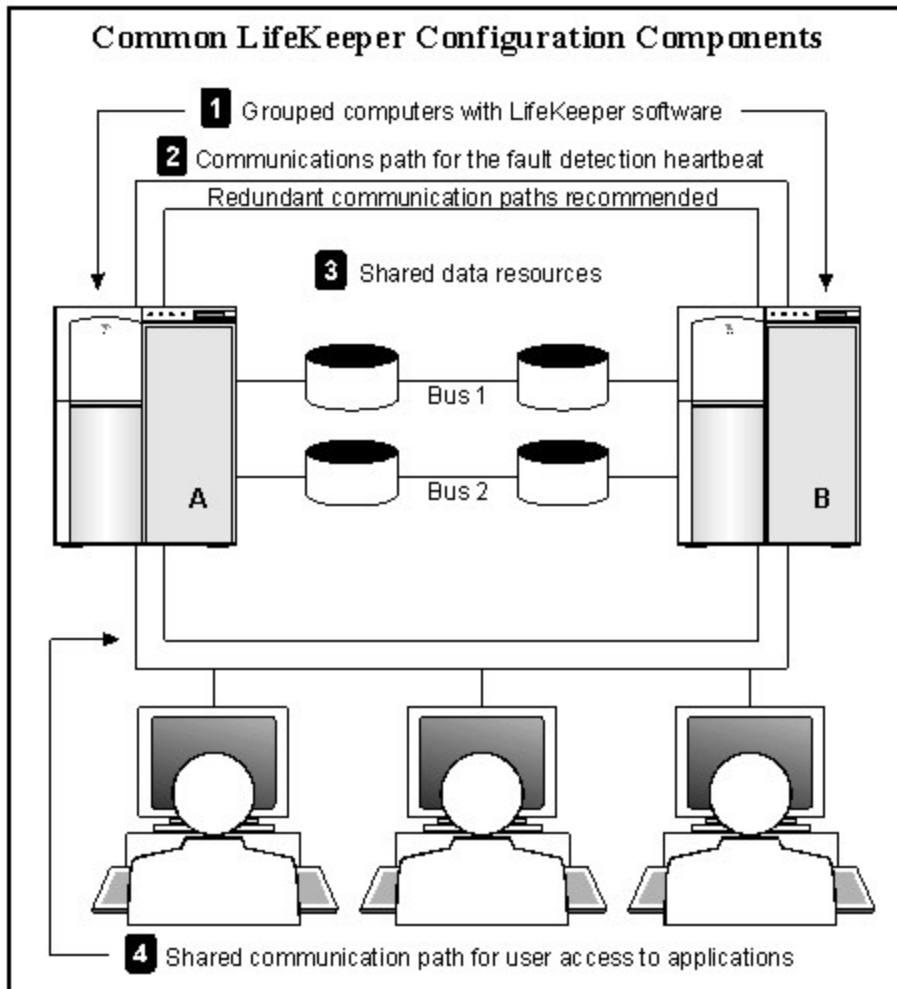 Common LifeKeeper Configuration Components
1 Grouped computers with LifeKeeper software
2 Communications path for the fault detection heartbeat
Redundant communication paths recommended
3 Shared data resources
Bus 1
Bus 2
A
B
4 Shared communication path for user access to applications